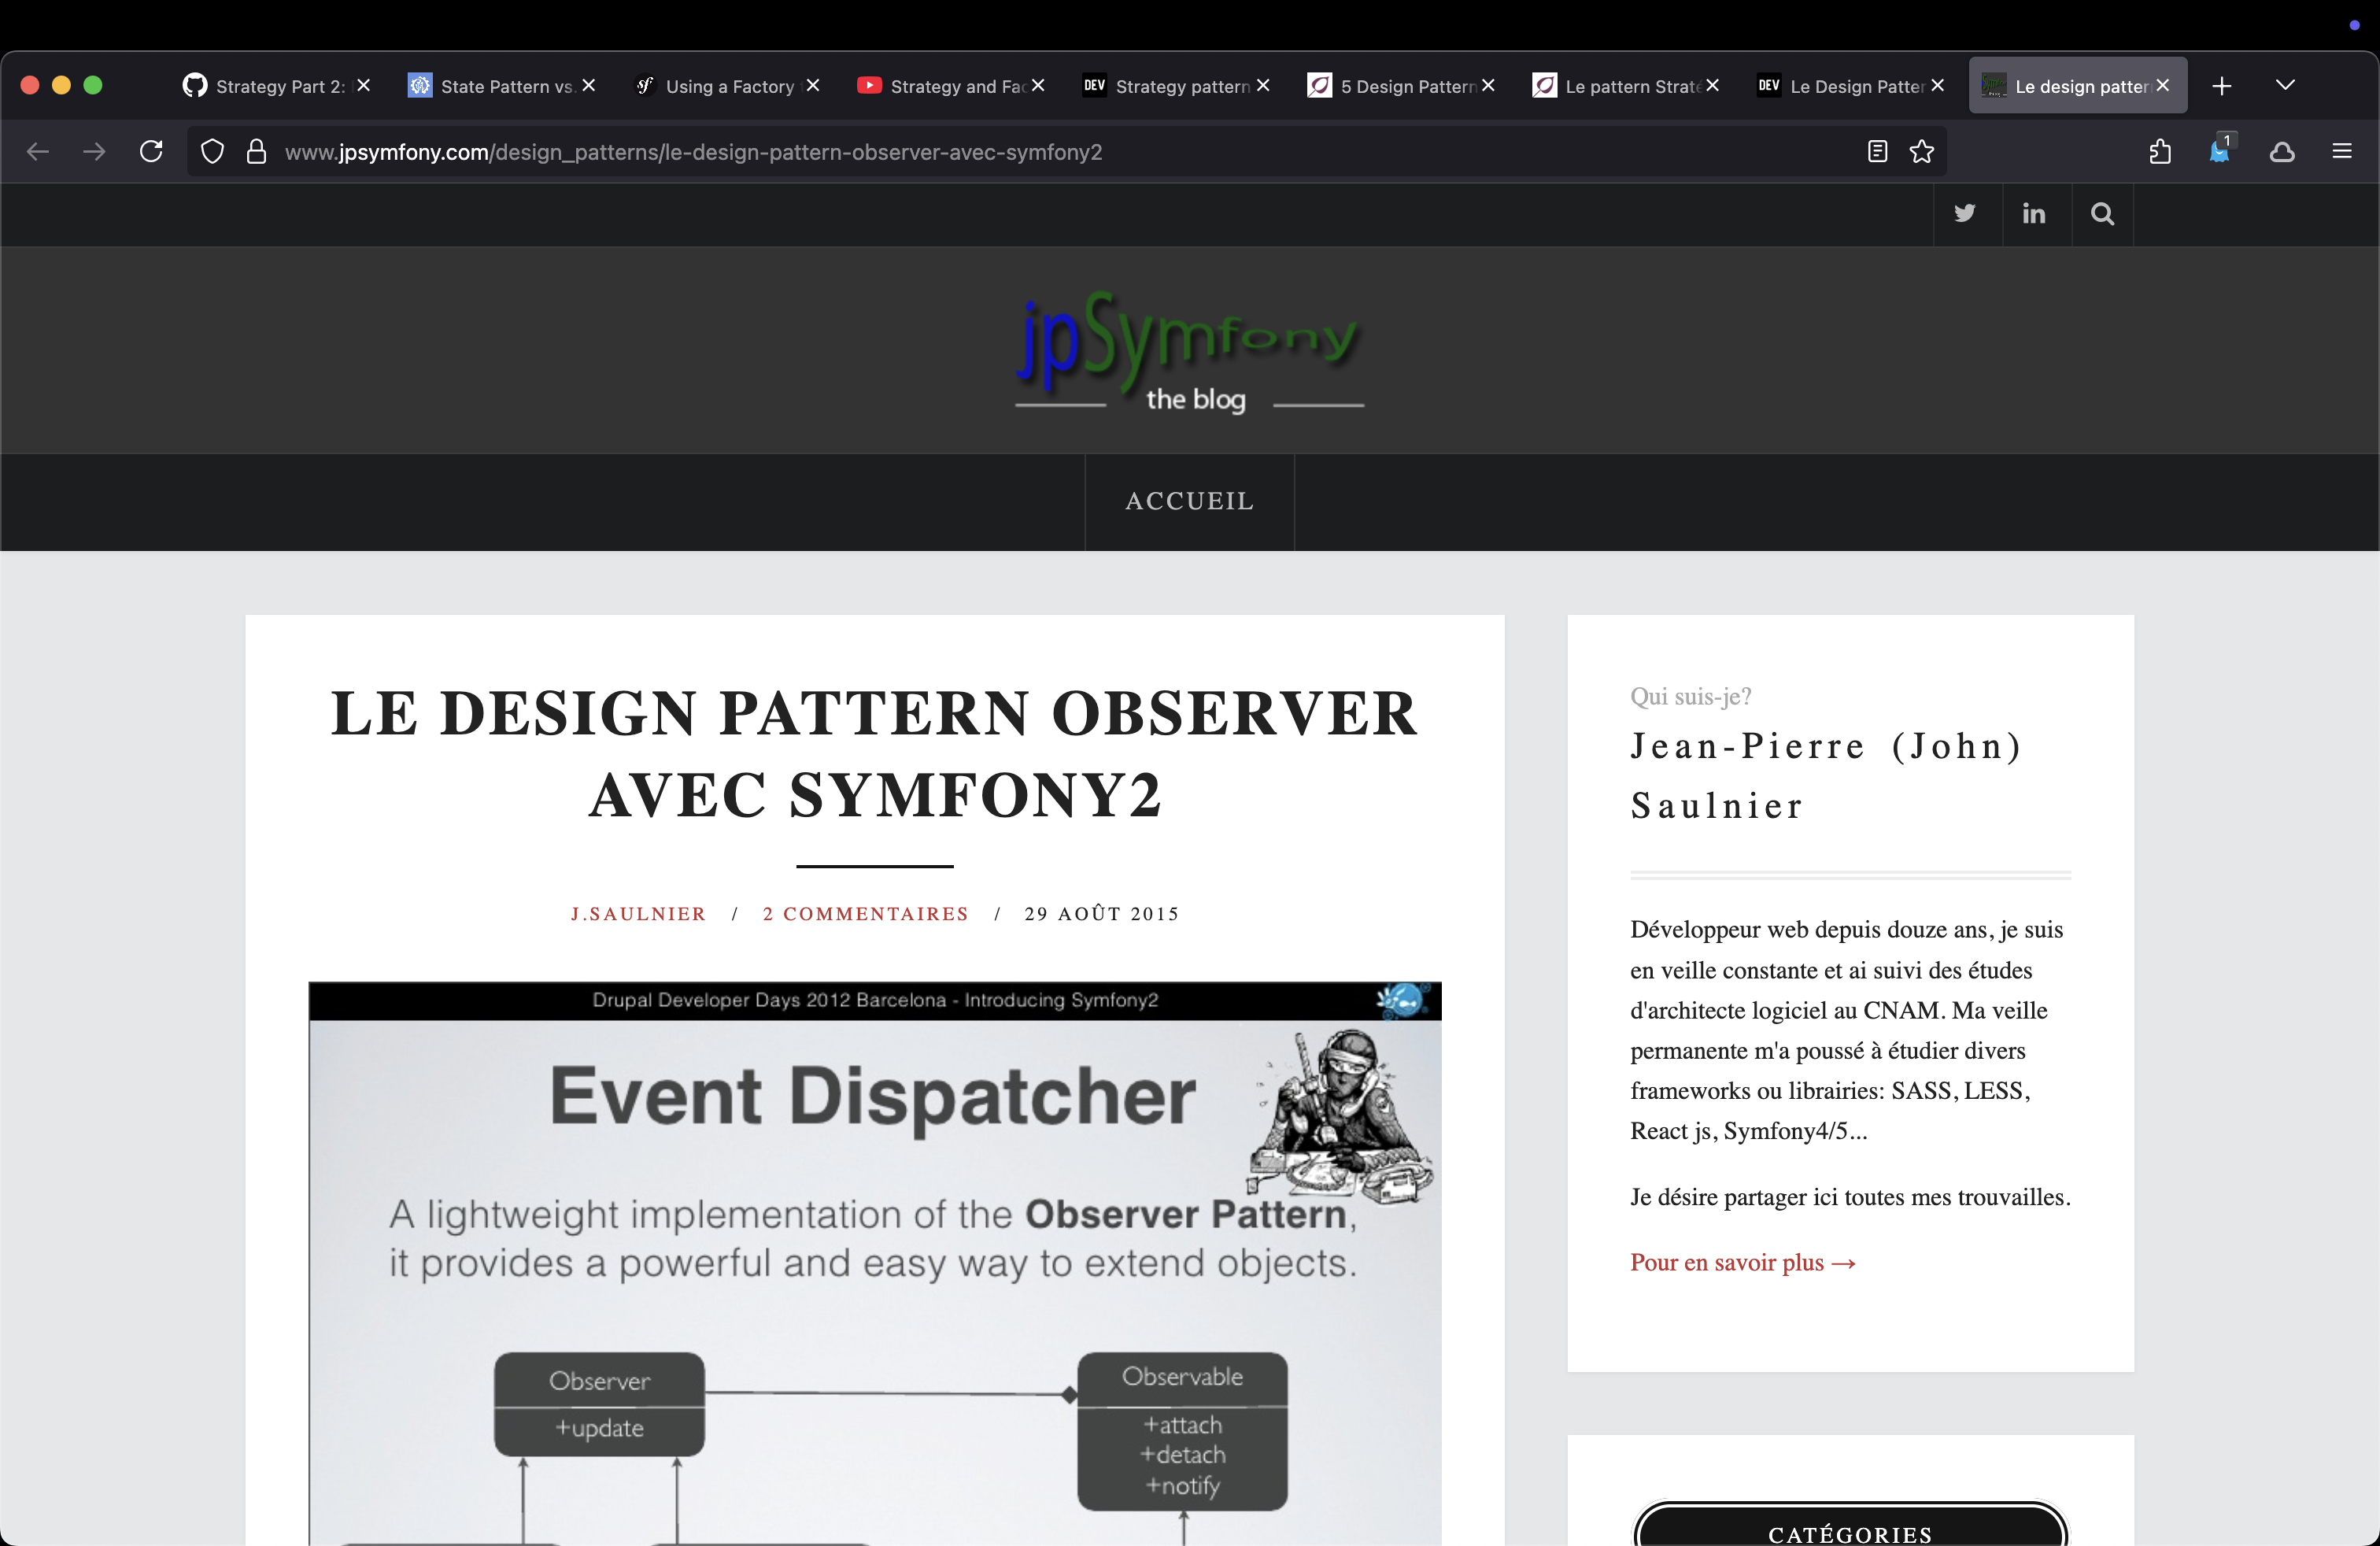 Strategy Part 2:
State Pattern vs.
Using a Factory
Strategy and Fac
DEV
Strategy pattern
5 Design Pattern
Le pattern Straté
DEV
Le Design Patter
Le design patter
www.jpsymfony.com/design_patterns/le-design-pattern-observer-avec-symfony2
1
in
jpSymfony
the blog
ACCUEIL
LE DESIGN PATTERN OBSERVER
AVEC SYMFONY2
J.SAULNIER / 2 COMMENTAIRES / 29 AOÛT 2015
Drupal Developer Days 2012 Barcelona - Introducing Symfony2
Event Dispatcher
A lightweight implementation of the Observer Pattern,
it provides a powerful and easy way to extend objects.
Observer
+update
Observable
+attach
+detach
+notify
Qui suis-je?
Jean-Pierre (John)
Saulnier
Développeur web depuis douze ans, je suis
en veille constante et ai suivi des études
d'architecte logiciel au CNAM. Ma veille
permanente m'a poussé à étudier divers
frameworks ou librairies: SASS, LESS,
React js, Symfony4/5...
Je désire partager ici toutes mes trouvailles.
Pour en savoir plus →
CATÉGORIES